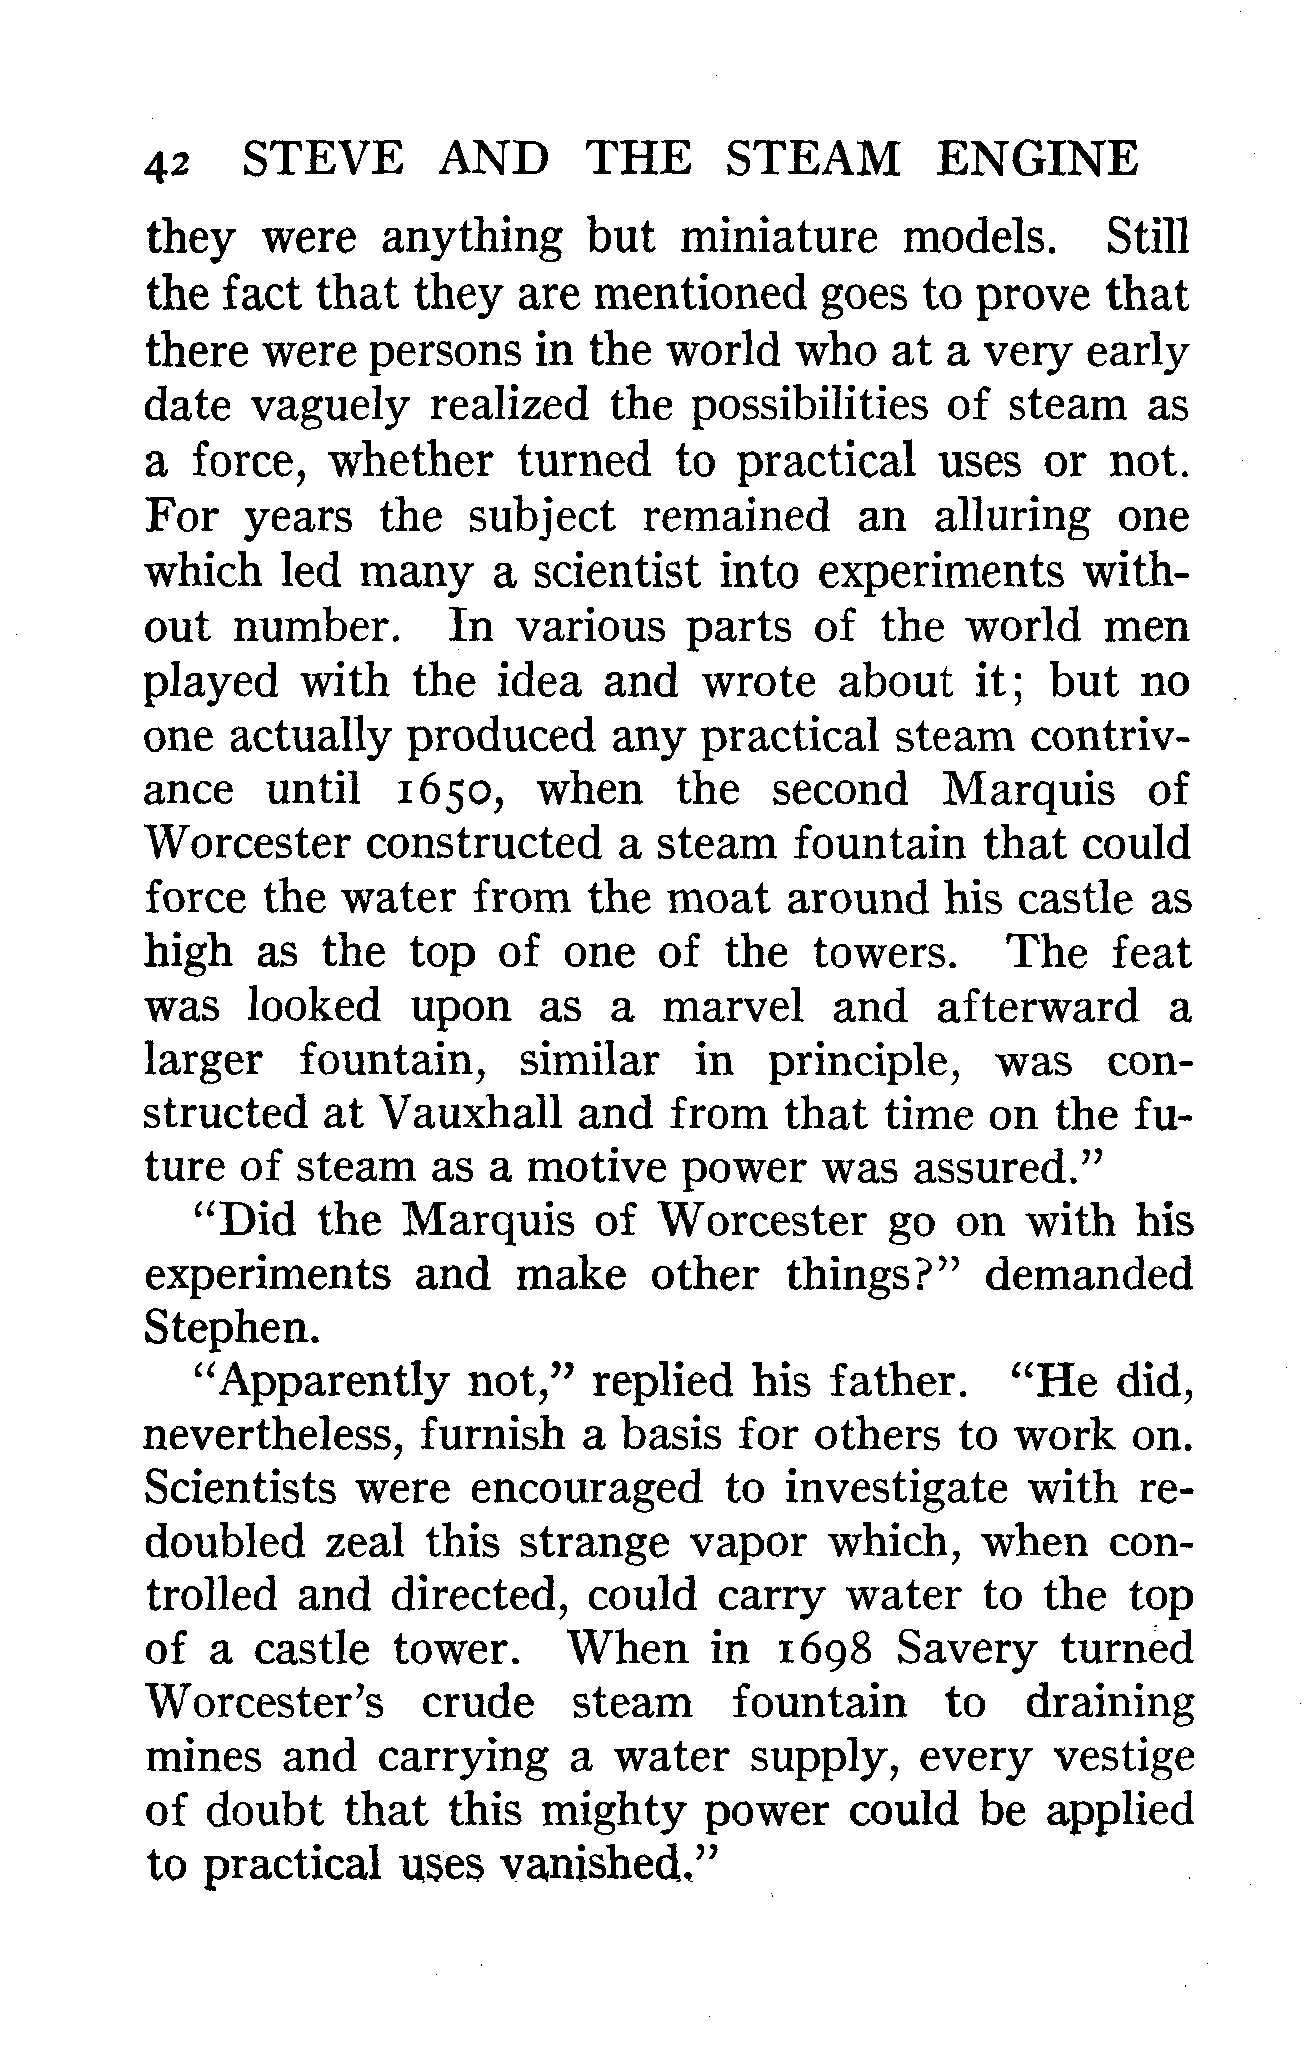 42 STEVE AND THE STEAM ENGINE
they were anything but miniature models. Still
the fact that they are mentioned goes to prove that
there were persons in the world who at a very early
date vaguely realized the possibilities of steam as
a force, whether turned to practical uses or not.
For years the subject remained an alluring one
which led many a scientist into experiments with-
out number. In various parts of the world men
played with the idea and wrote about it; but no
one actually produced any practical steam contriv-
ance until 1650, when the second Marquis of
Worcester constructed a steam fountain that could
force the water from the moat around his castle as
high as the top of one of the towers. The feat
was looked upon as a marvel and afterward a
larger fountain, similar in principle, was con-
structed at Vauxhall and from that time on the fu-
ture of steam as a motive power was assured."
"Did the Marquis of Worcester go on with his
experiments and make other things?" demanded
Stephen.
"Apparently not," replied his father. "He did,
nevertheless, furnish a basis for others to work on.
Scientists were encouraged to investigate with re-
doubled zeal this strange vapor which, when con-
trolled and directed, could carry water to the top
of a castle tower. When in 1698 Savery turned
Worcester's crude steam fountain to draining
mines and carrying a water supply, every vestige
of doubt that this mighty power could be applied
to practical uses vanished."